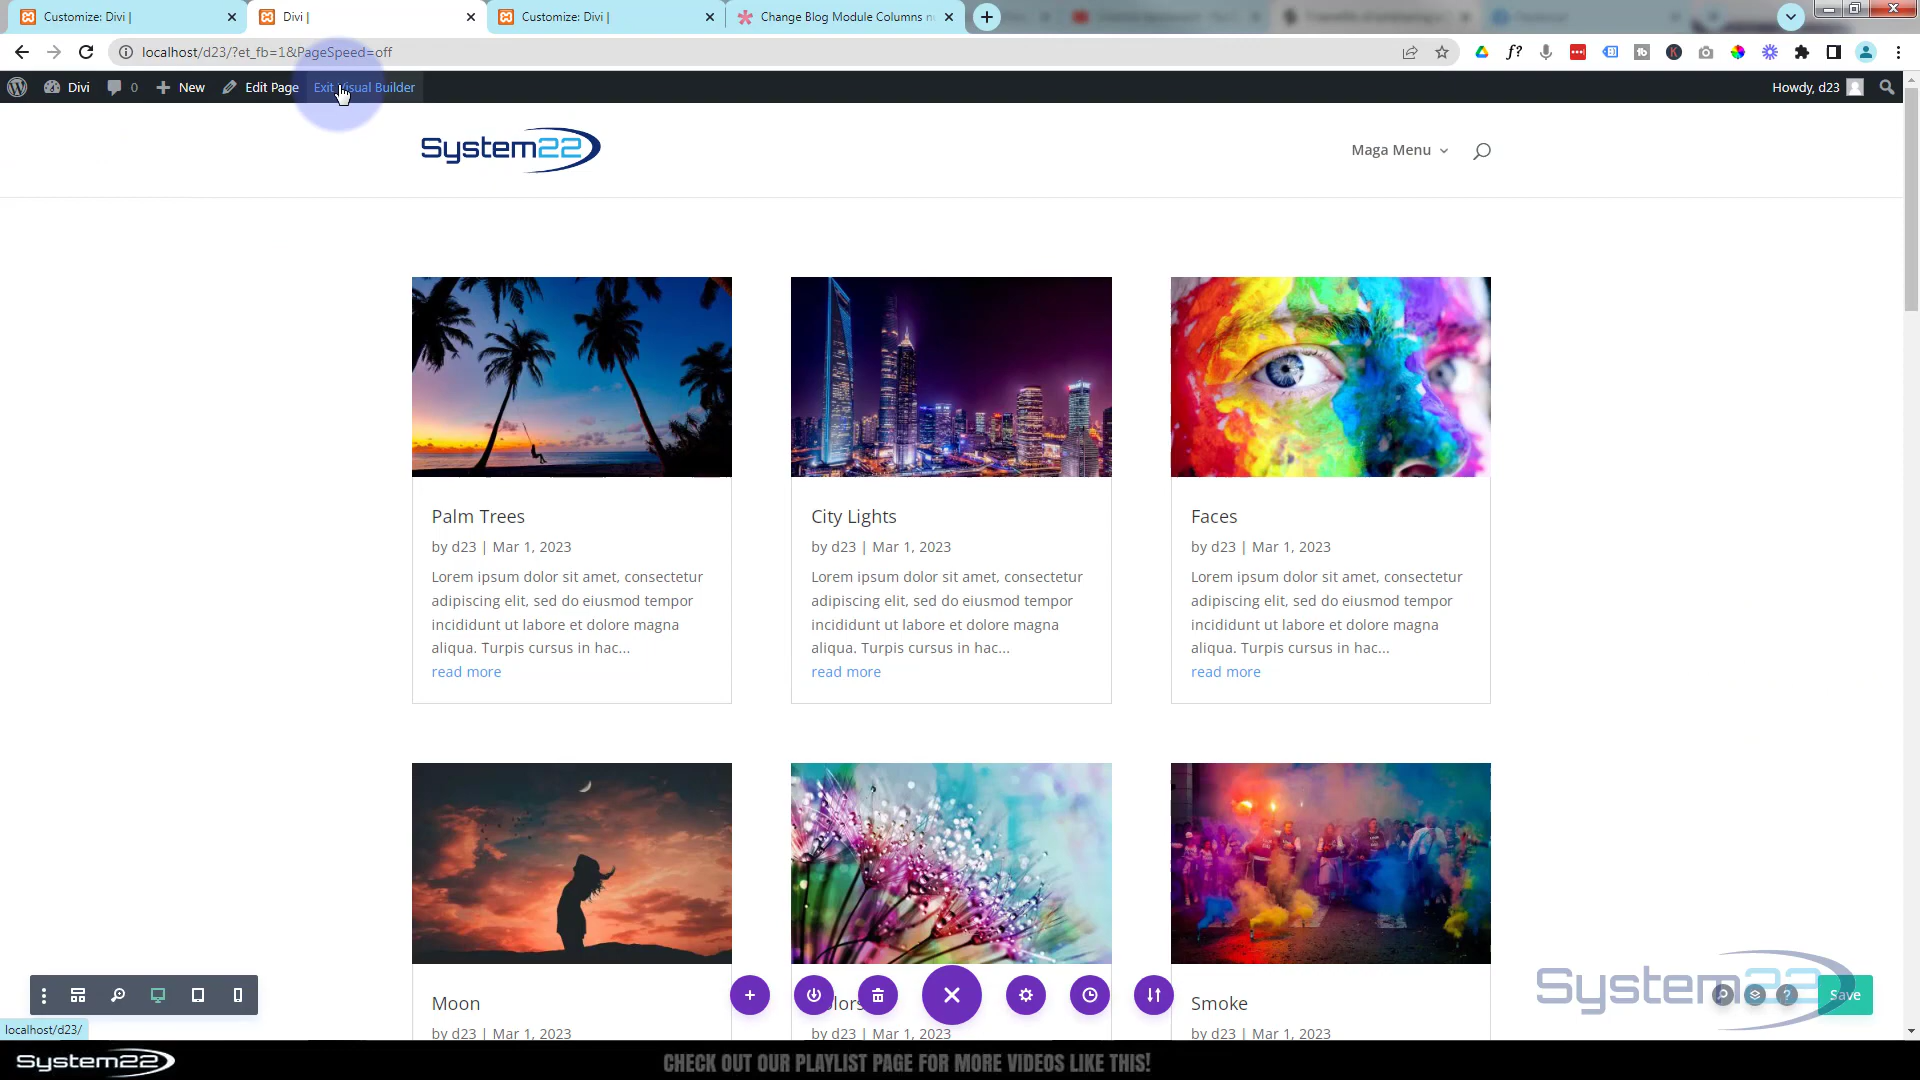 Customize: Divi |
Divi |
Customize: Divi |
Change Blog Module Columns
localhost/d23/?et_fb=1&PageSpeed=off
Divi
0
New
Edit Page
Exit Visual Builder
Howdy, d23
System22
Maga Menu
Palm Trees
by d23 | Mar 1, 2023
Lorem ipsum dolor sit amet, consectetur
adipiscing elit, sed do eiusmod tempor
incididunt ut labore et dolore magna
aliqua. Turpis cursus in hac...
read more
City Lights
by d23 | Mar 1, 2023
Lorem ipsum dolor sit amet, consectetur
adipiscing elit, sed do eiusmod tempor
incididunt ut labore et dolore magna
aliqua. Turpis cursus in hac...
read more
Faces
by d23 | Mar 1, 2023
Lorem ipsum dolor sit amet, consectetur
adipiscing elit, sed do eiusmod tempor
incididunt ut labore et dolore magna
aliqua. Turpis cursus in hac...
read more
Moon
by d23 | Mar 1, 2023
by d23 | Mar 1, 2023
Smoke
by d23 | Mar 1, 2023
System22
Save
localhost/d23/
System22
CHECK OUT OUR PLAYLIST PAGE FOR MORE VIDEOS LIKE THIS!